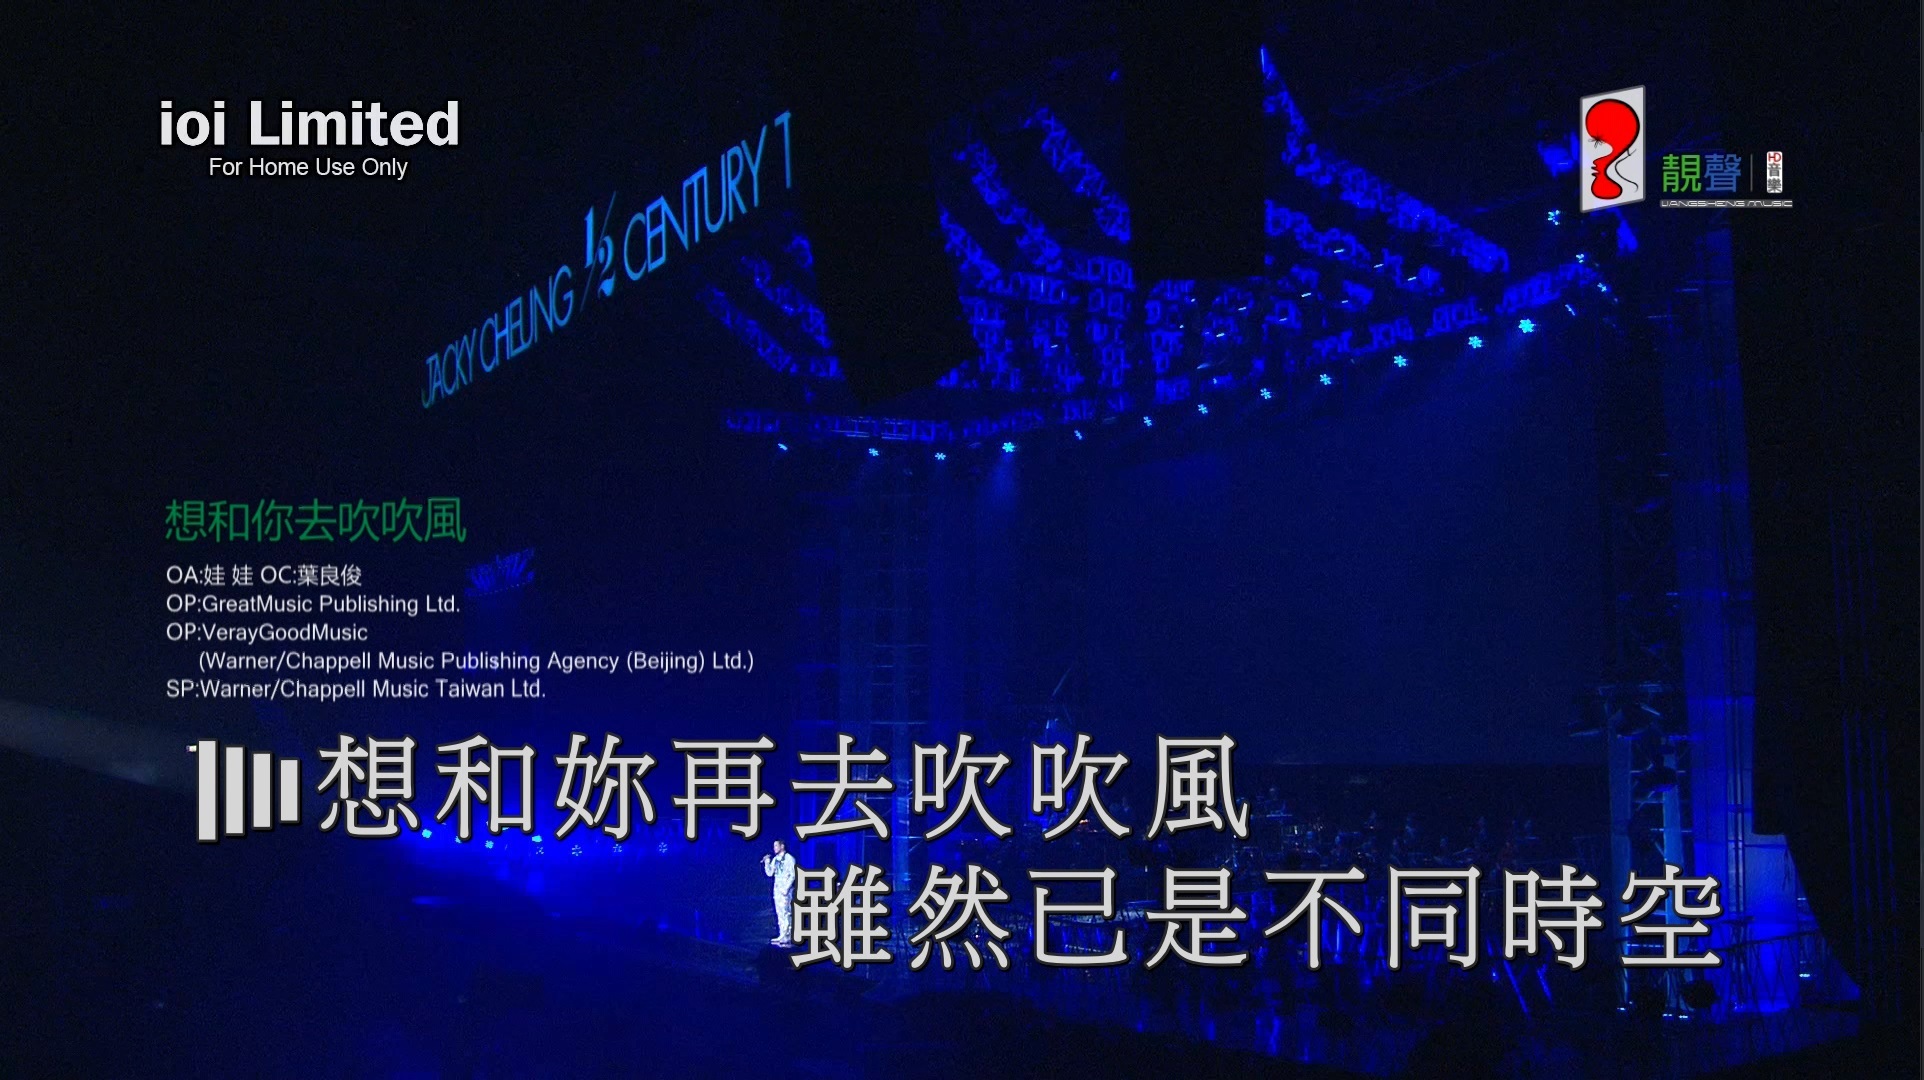 ioi Limited
For Home Use Only
靚聲
HD音樂
LIANGSHENG MUSIC
JACKY CHEUNG 1/2 CENTURY T
想和你去吹吹風
OA:娃 娃 OC:葉良俊
OP:GreatMusic Publishing Ltd.
OP:VerayGoodMusic
(Warner/Chappell Music Publishing Agency (Beijing) Ltd.)
SP:Warner/Chappell Music Taiwan Ltd.
想和妳再去吹吹風
雖然已是不同時空